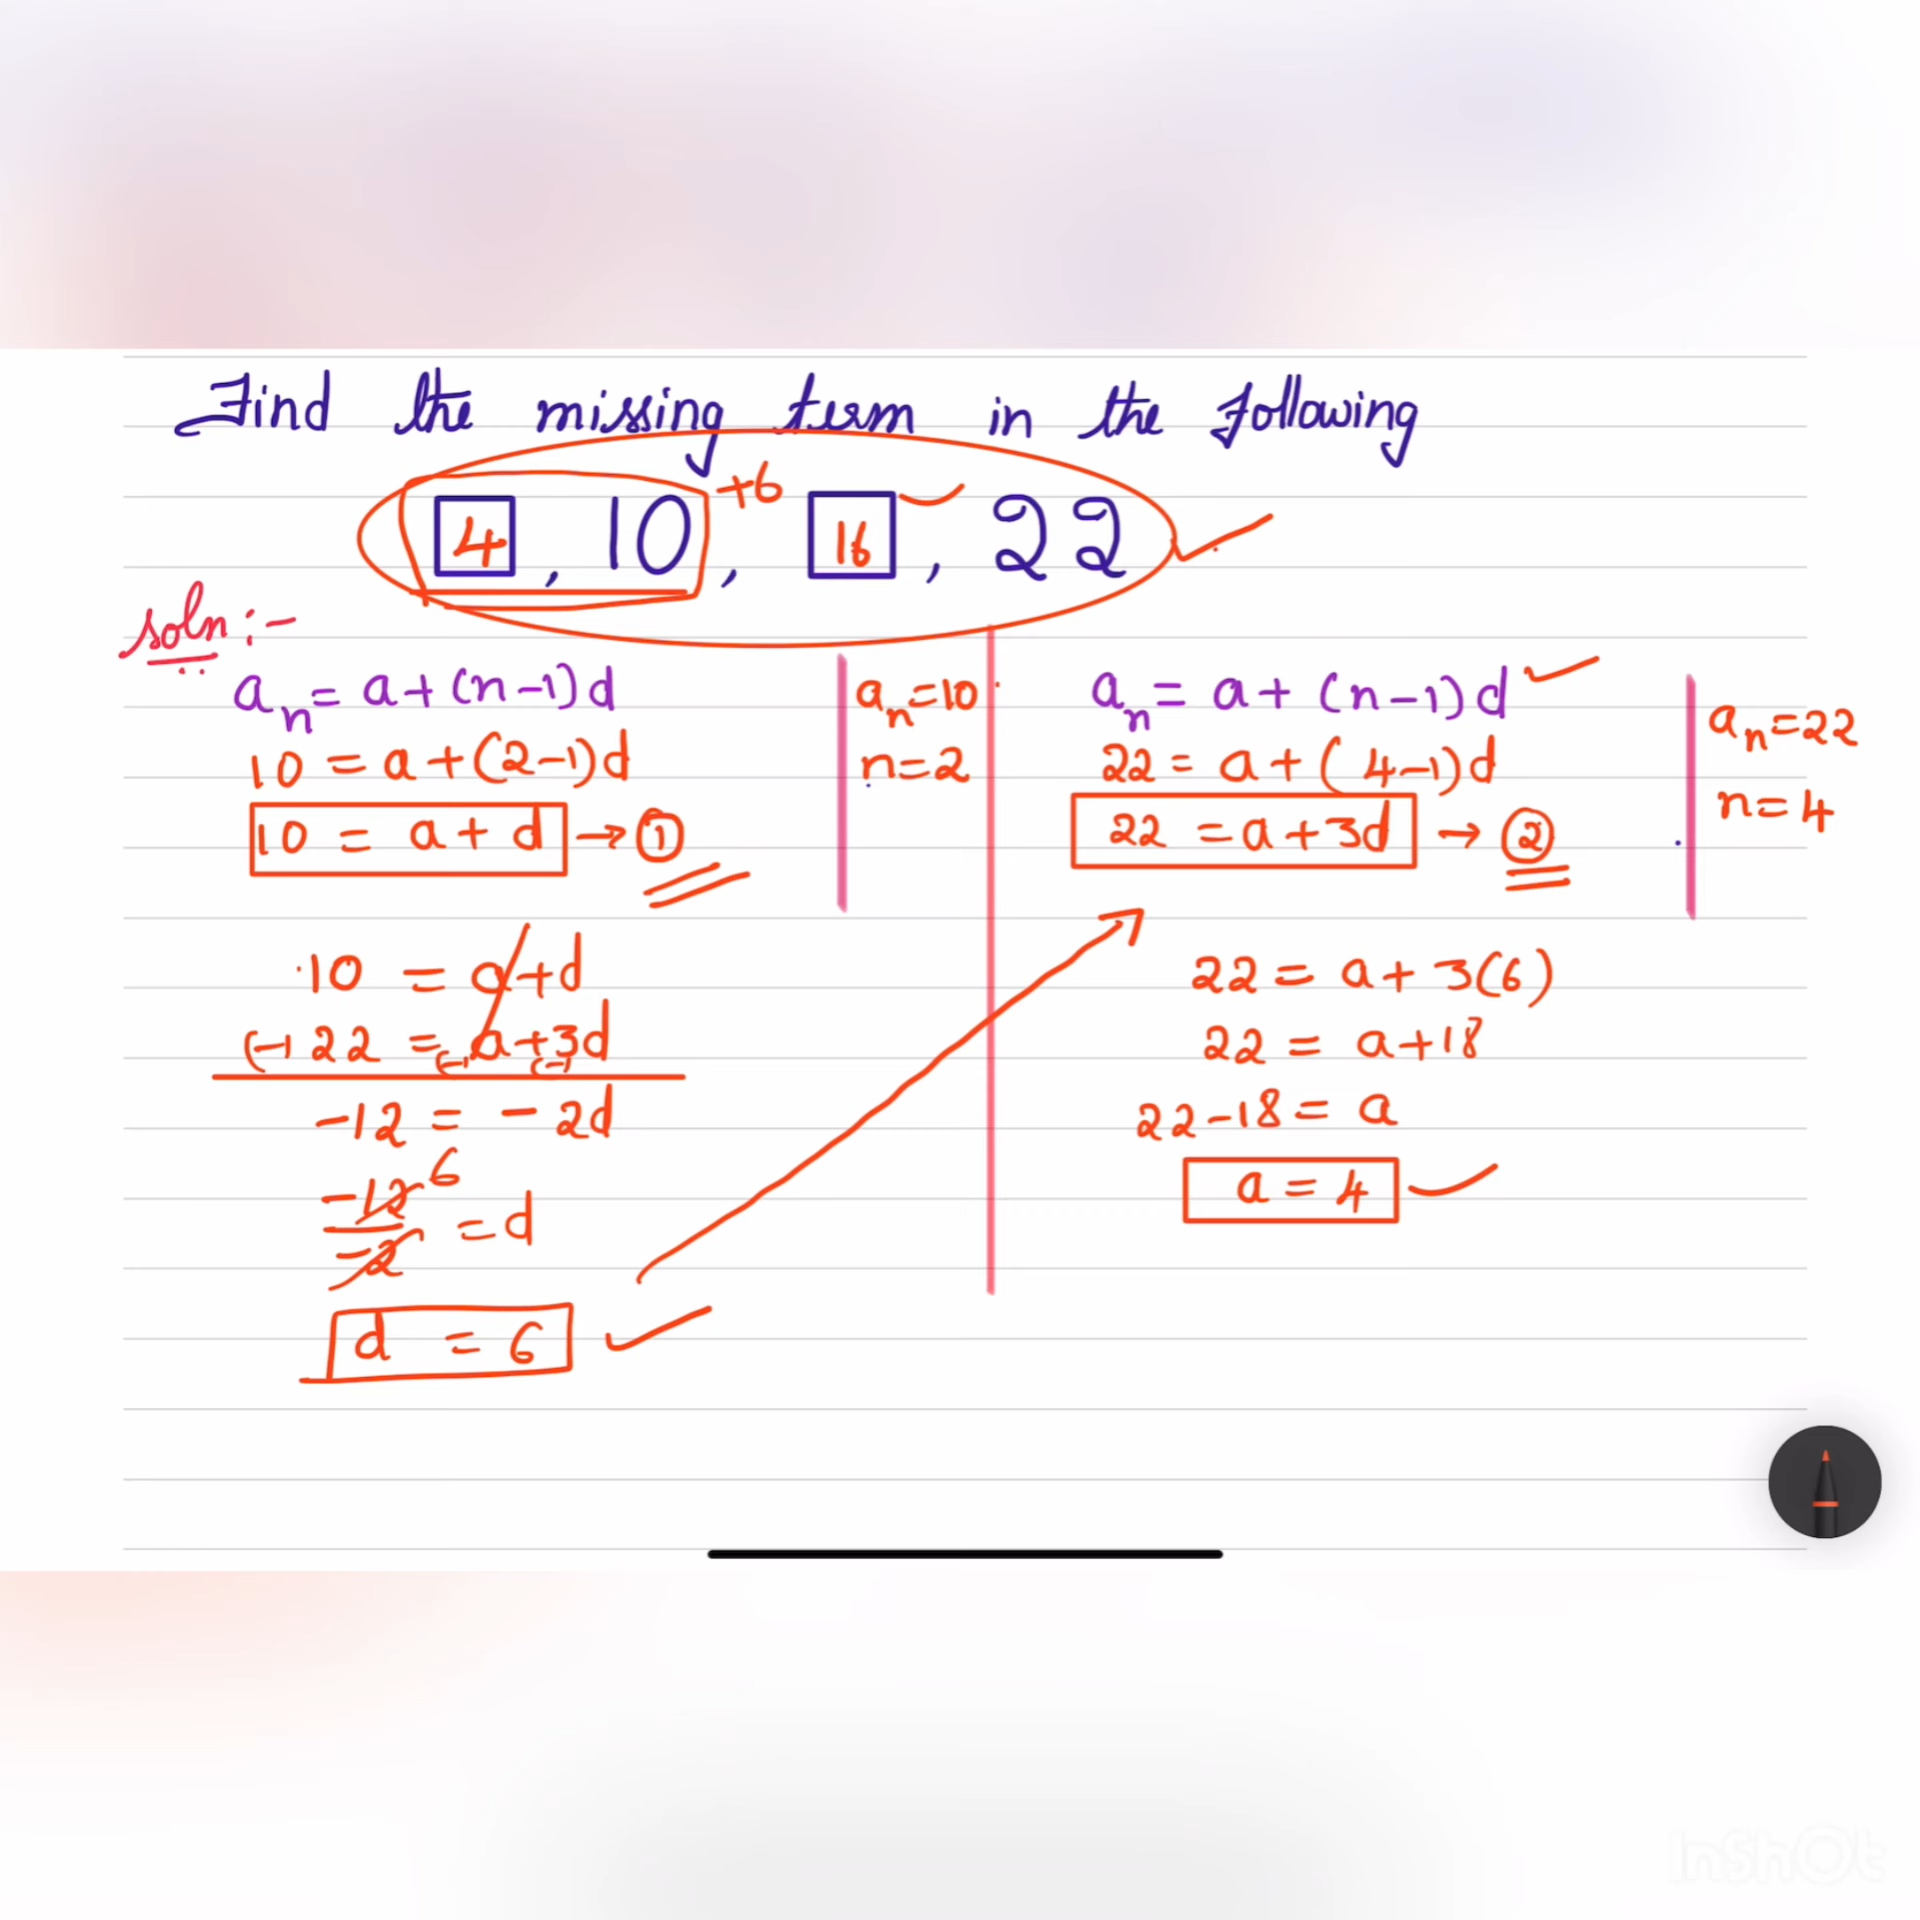 Find the missing term in the following
4 , 10 +6 , 16 , 22
soln :-
an = a + (n-1)d
10 = a + (2-1)d
10 = a + d → ①
an = 10
n = 2
10 = a + d
(-) 22 = (-) a + (-) 3d
-12 = -2d
-12 6
-2 = d
d = 6
an = a + (n-1)d
22 = a + (4-1)d
22 = a + 3d → ②
an = 22
n = 4
22 = a + 3(6)
22 = a + 18
22 - 18 = a
a = 4
InShOt